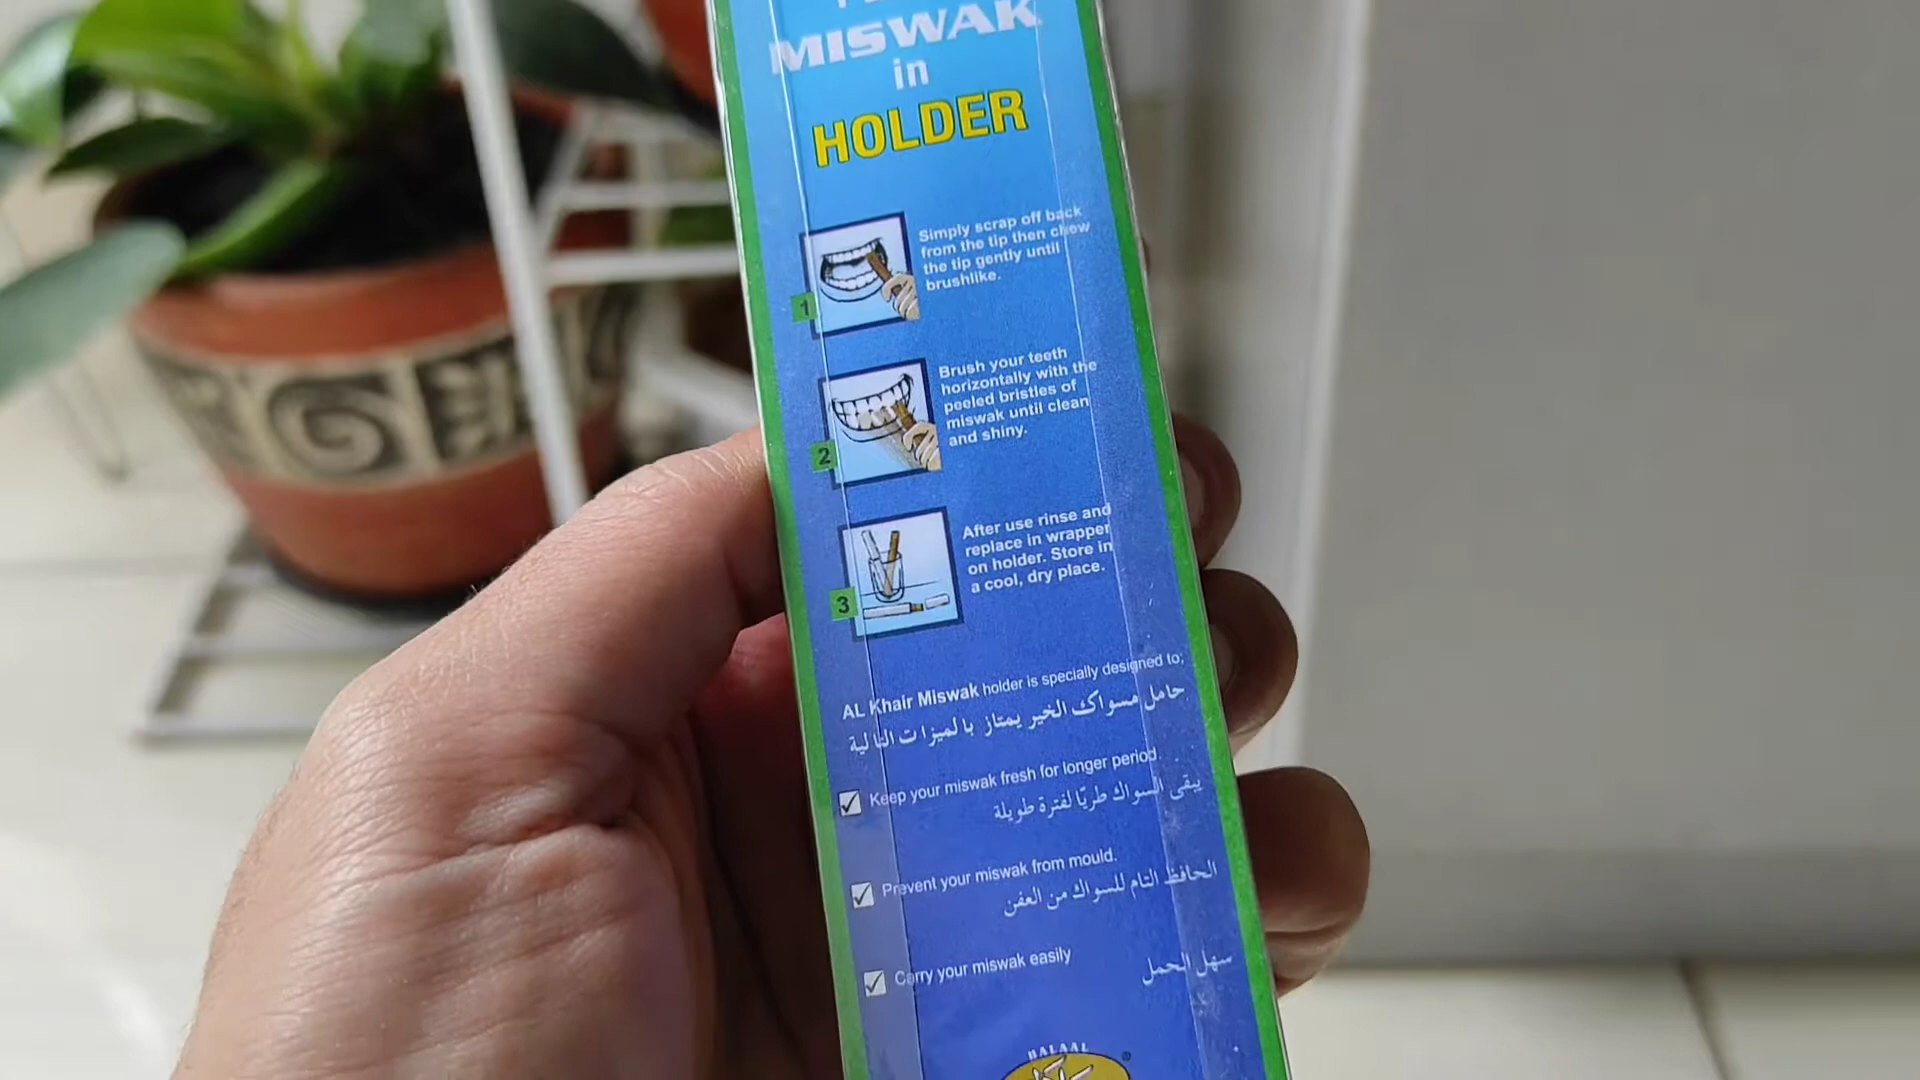 MISWAK
in
HOLDER
Simply scrap off back
from the tip then chew
the tip gently until
brushlike.
1
Brush your teeth
horizontally with the
peeled bristles of
miswak until clean
and shiny.
2
After use rinse and
replace in wrapper
on holder. Store in
a cool, dry place.
3
AL Khair Miswak holder is specially designed to;
حامل مسواك الخير يمتاز بالميزات التالية
Keep your miswak fresh for longer period.
يبقى السواك طريًا لفترة طويلة
Prevent your miswak from mould.
الحافظ التام للسواك من العفن
Carry your miswak easily
سهل الحمل
BALAAL
®